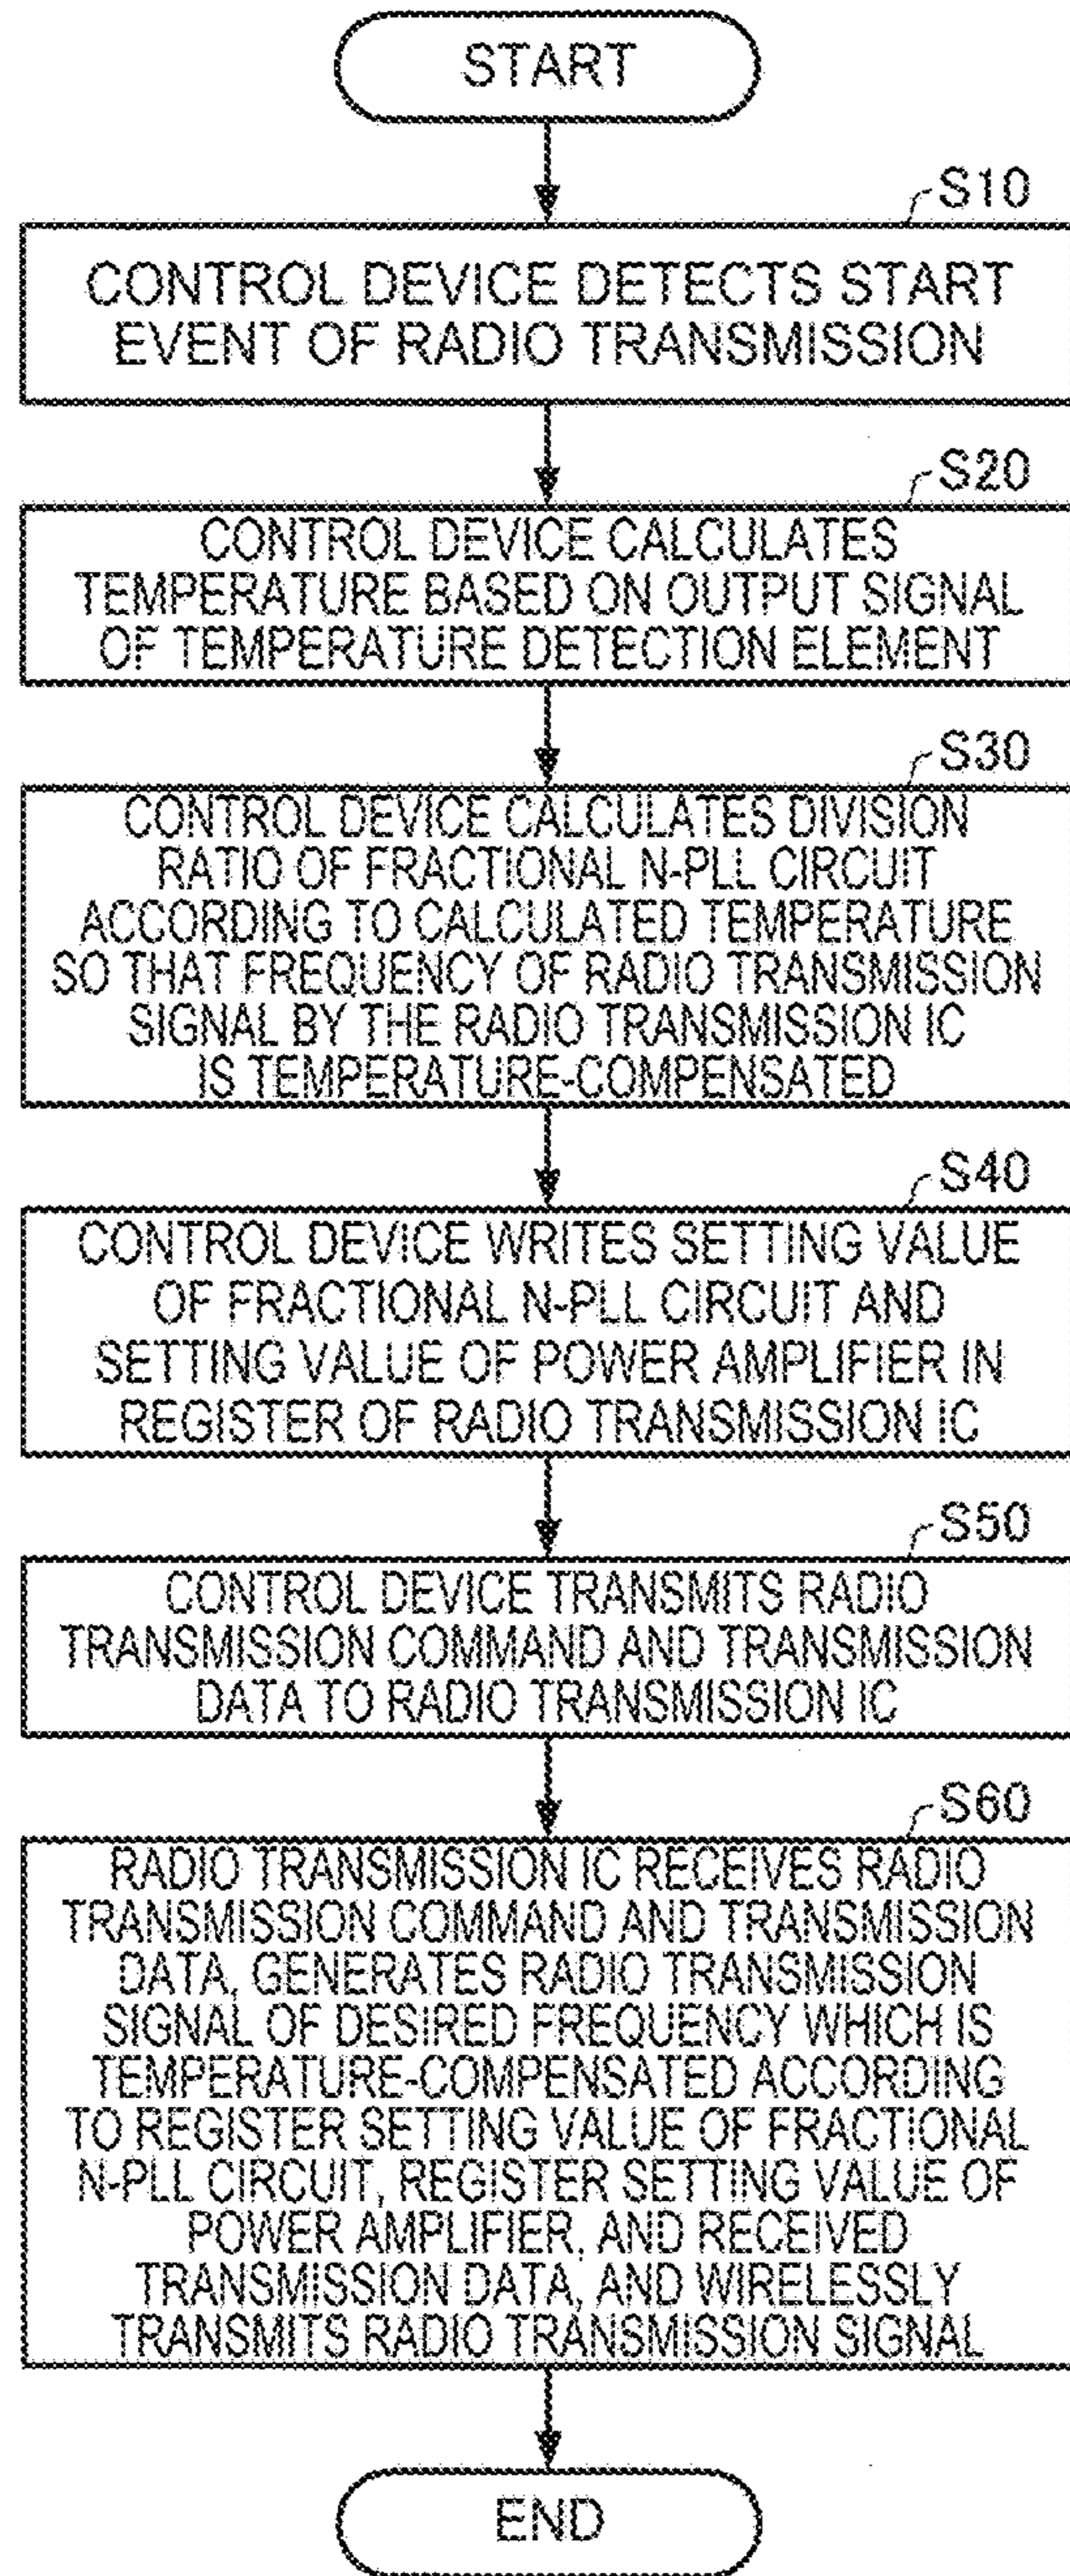 START
S10
CONTROL DEVICE DETECTS START
EVENT OF RADIO TRANSMISSION
S20
CONTROL DEVICE CALCULATES
TEMPERATURE BASED ON OUTPUT SIGNAL
OF TEMPERATURE DETECTION ELEMENT
S30
CONTROL DEVICE CALCULATES DIVISION
RATIO OF FRACTIONAL N-PLL CIRCUIT
ACCORDING TO CALCULATED TEMPERATURE
SO THAT FREQUENCY OF RADIO TRANSMISSION
SIGNAL BY THE RADIO TRANSMISSION IC
IS TEMPERATURE-COMPENSATED
S40
CONTROL DEVICE WRITES SETTING VALUE
OF FRACTIONAL N-PLL CIRCUIT AND
SETTING VALUE OF POWER AMPLIFIER IN
REGISTER OF RADIO TRANSMISSION IC
S50
CONTROL DEVICE TRANSMITS RADIO
TRANSMISSION COMMAND AND TRANSMISSION
DATA TO RADIO TRANSMISSION IC
S60
RADIO TRANSMISSION IC RECEIVES RADIO
TRANSMISSION COMMAND AND TRANSMISSION
DATA, GENERATES RADIO TRANSMISSION
SIGNAL OF DESIRED FREQUENCY WHICH IS
TEMPERATURE-COMPENSATED ACCORDING
TO REGISTER SETTING VALUE OF FRACTIONAL
N-PLL CIRCUIT, REGISTER SETTING VALUE OF
POWER AMPLIFIER, AND RECEIVED
TRANSMISSION DATA, AND WIRELESSLY
TRANSMITS RADIO TRANSMISSION SIGNAL
END